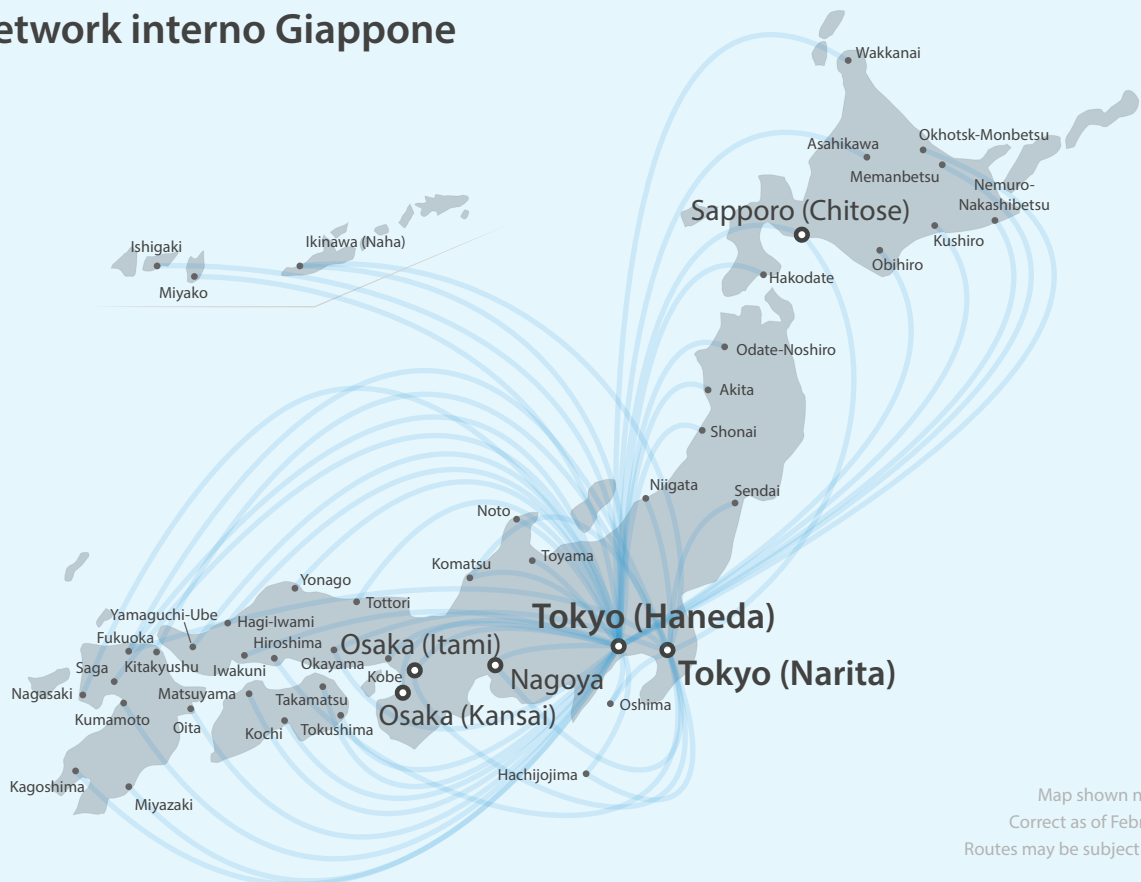 etwork interno Giappone
Wakkanai
Asahikawa
Okhotsk-Monbetsu
Memanbetsu
Nemuro-
Nakashibetsu
Sapporo (Chitose)
Kushiro
Obihiro
Hakodate
Ishigaki
Ikinawa (Naha)
Miyako
Odate-Noshiro
Akita
Shonai
Niigata
Sendai
Noto
Toyama
Komatsu
Yonago
Tottori
Yamaguchi-Ube
Hagi-Iwami
Tokyo (Haneda)
Fukuoka
Hiroshima
Osaka (Itami)
Saga
Kitakyushu
Iwakuni
Okayama
Kobe
Nagoya
Tokyo (Narita)
Nagasaki
Matsuyama
Takamatsu
Osaka (Kansai)
Oshima
Kumamoto
Oita
Kochi
Tokushima
Hachijojima
Kagoshima
Miyazaki
Map shown
Correct as of
Routes may be subject